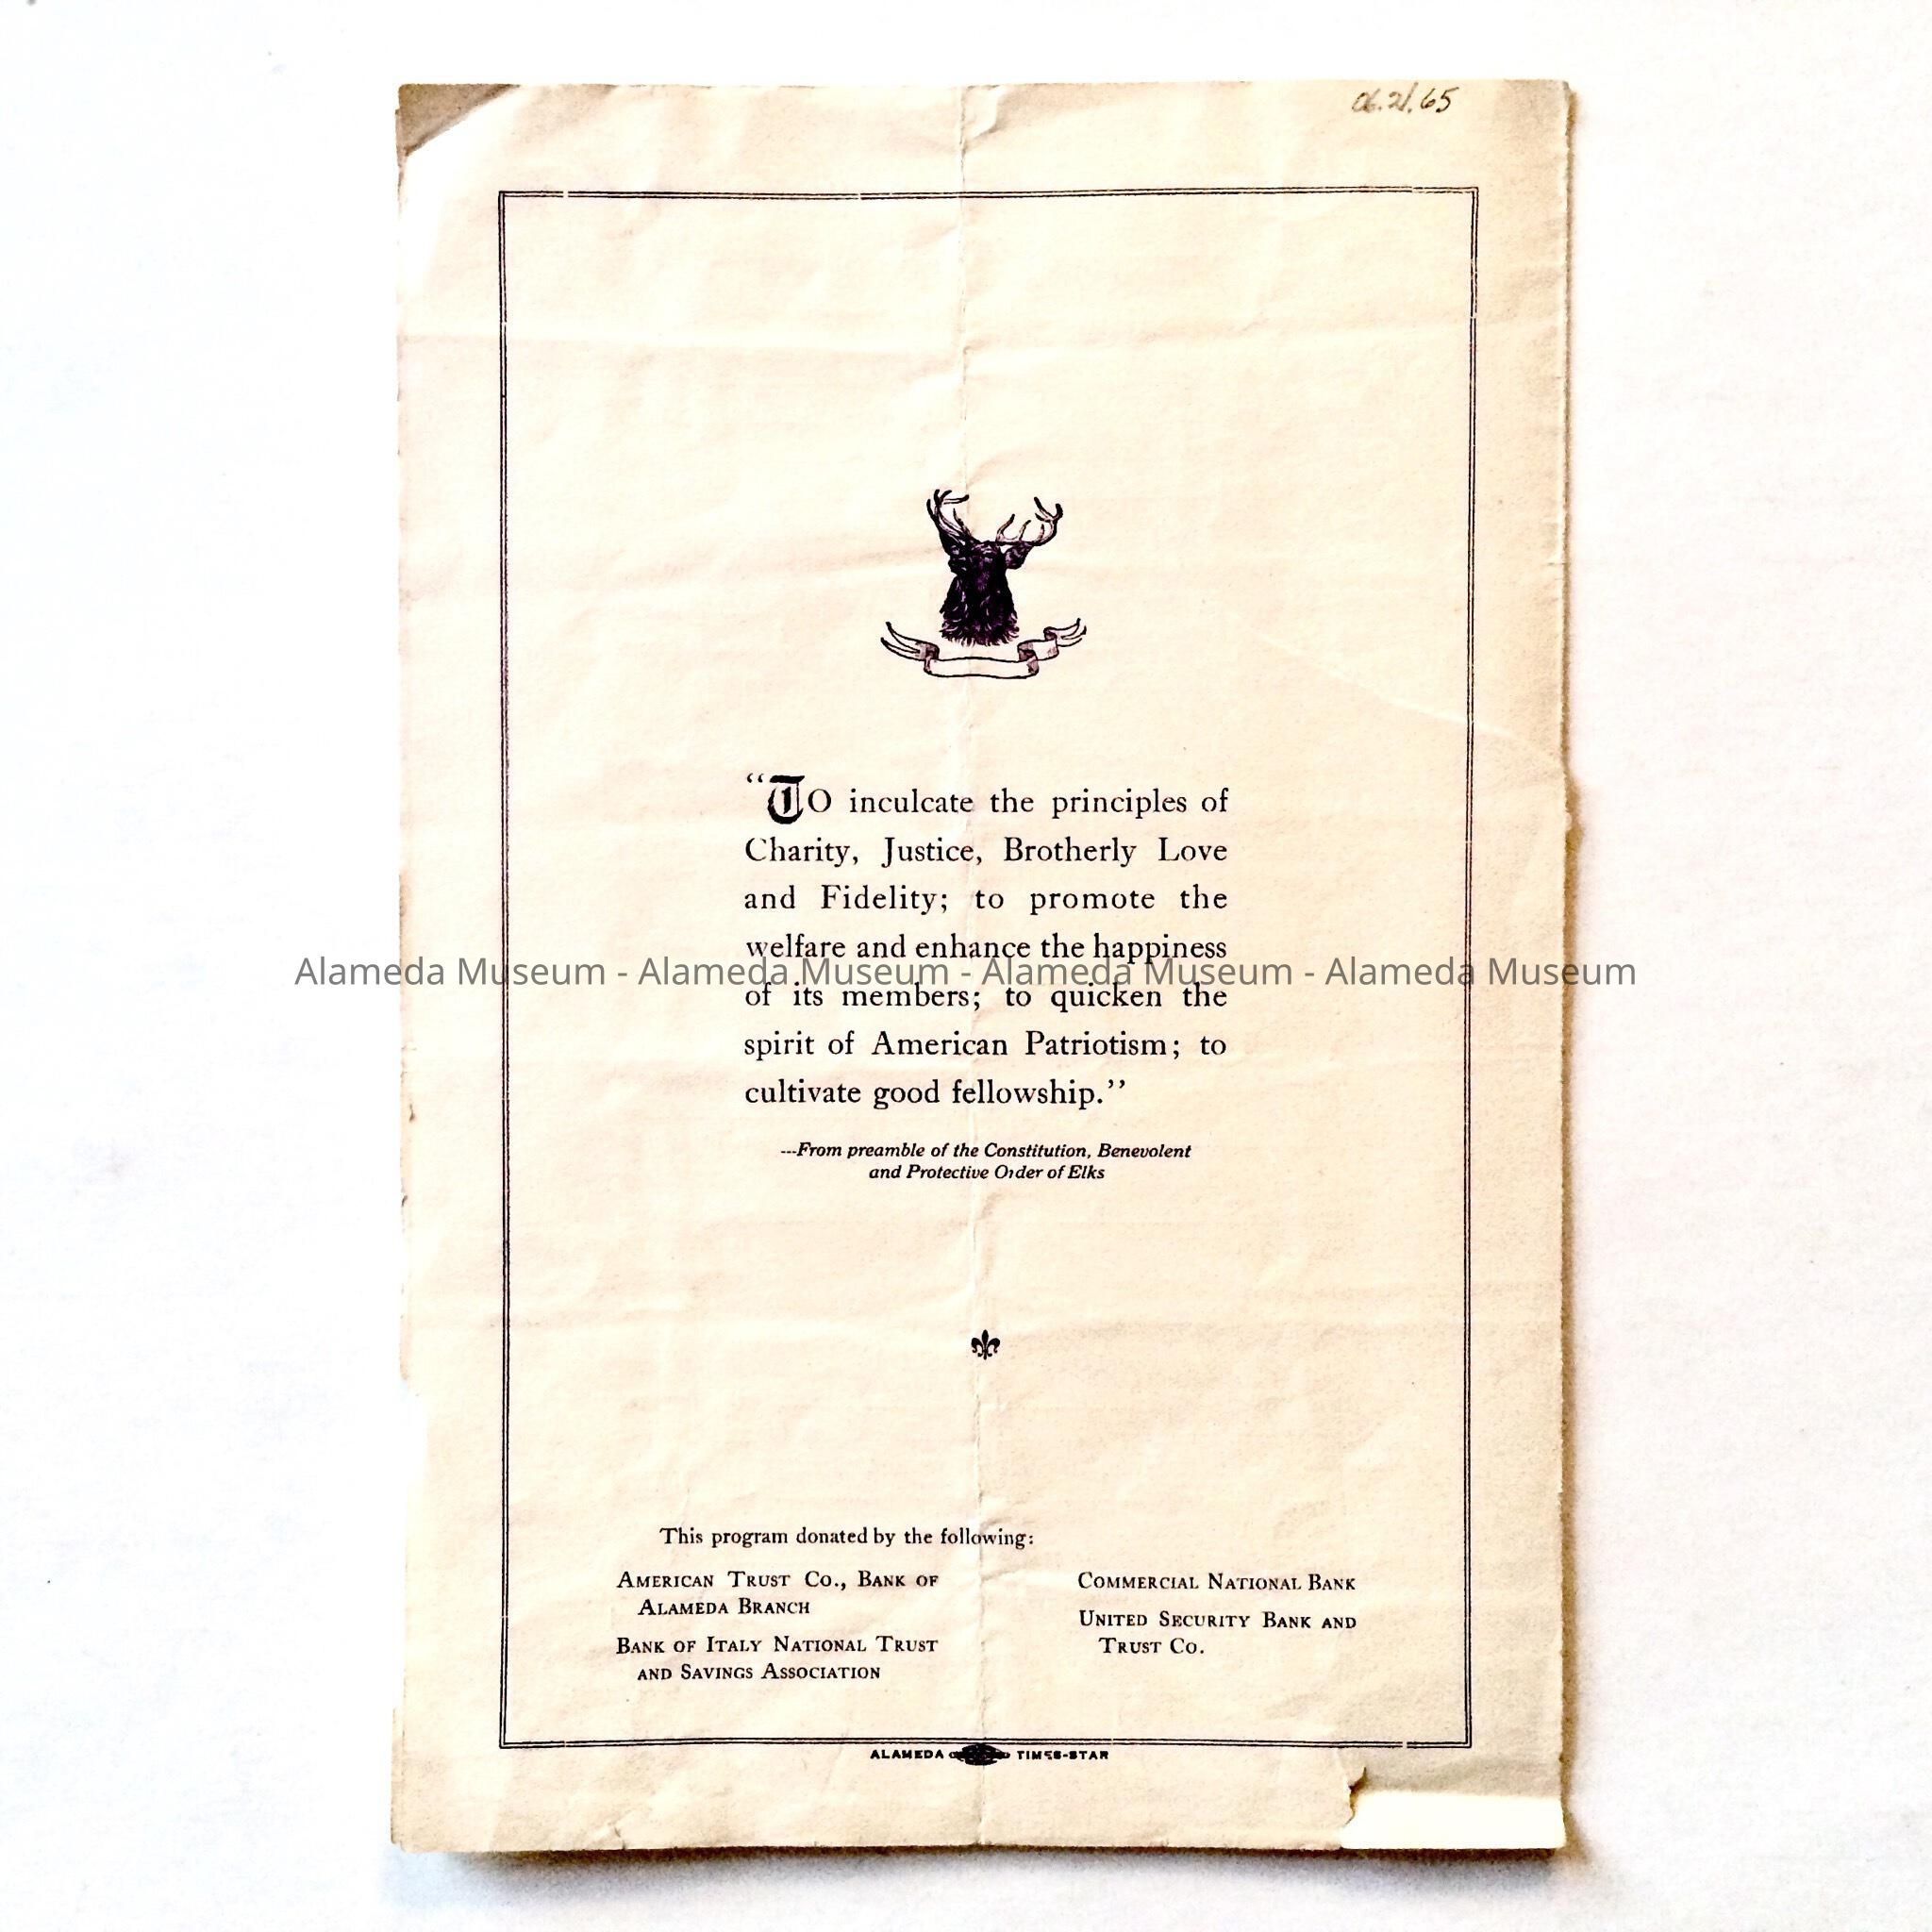 06.21.65
“TO inculcate the principles of
Charity, Justice, Brotherly Love
and Fidelity; to promote the
welfare and enhance the happiness
Alameda Museum - Alameda Museum - Alameda Museum - Alameda Museum
of its members; to quicken the
spirit of American Patriotism; to
cultivate good fellowship.”
---From preamble of the Constitution, Benevolent
and Protective Order of Elks
This program donated by the following:
AMERICAN TRUST CO., BANK OF
ALAMEDA BRANCH
BANK OF ITALY NATIONAL TRUST
AND SAVINGS ASSOCIATION
COMMERCIAL NATIONAL BANK
UNITED SECURITY BANK AND
TRUST CO.
ALAMEDA TIMES-STAR